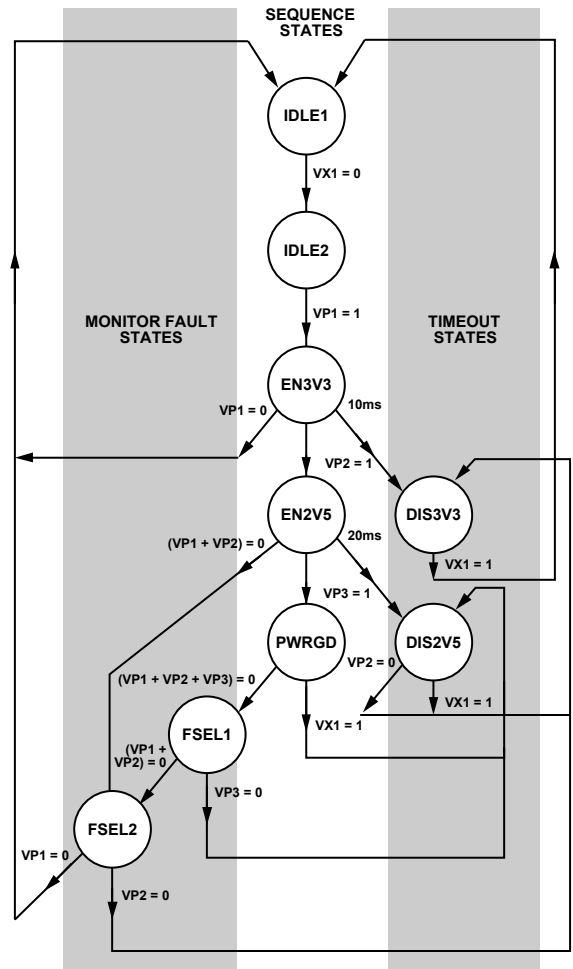 SEQUENCE
STATES
IDLE1
VX1 = 0
IDLE2
MONITOR FAULT
STATES
VP1 = 1
TIMEOUT
STATES
EN3V3
VP1 = 0
10ms
VP2 = 1
EN2V5
DIS3V3
(VP1 + VP2) = 0
20ms
VX1 = 1
VP3 = 1
PWRGD
DIS2V5
VP2 = 0
(VP1 + VP2 + VP3) = 0
VX1 = 1
FSEL1
VX1 = 1
(VP1 +
VP2) = 0
VP3 = 0
FSEL2
VP1 = 0
VP2 = 0